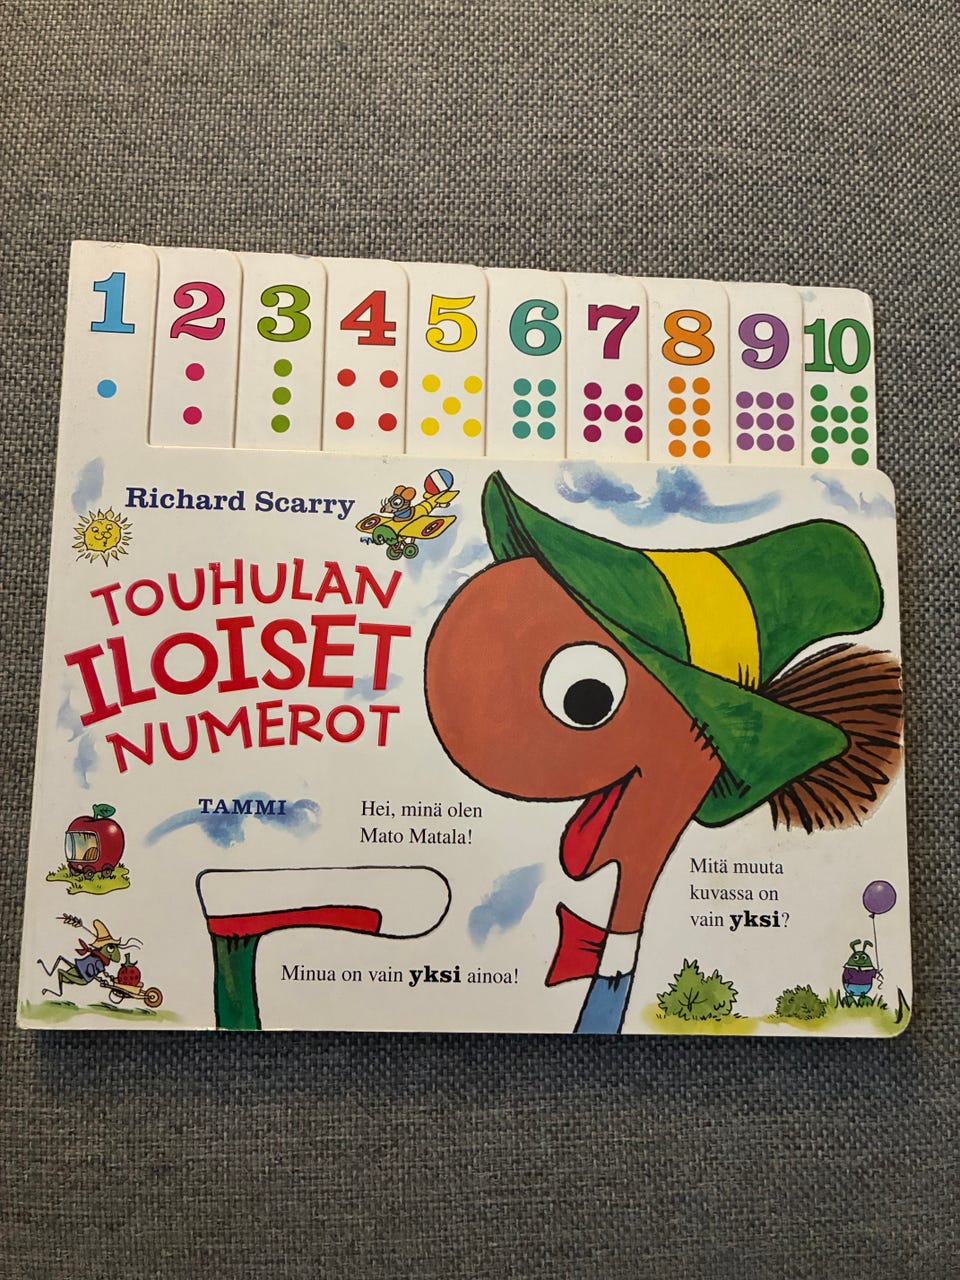 1 2 3 4 5 6 7 8 9 10
Richard Scarry
TOUHULAN
ILOISET
NUMEROT
TAMMI
Hei, minä olen
Mato Matala!
Mitä muuta
kuvassa on
vain yksi?
Minua on vain yksi ainoa!